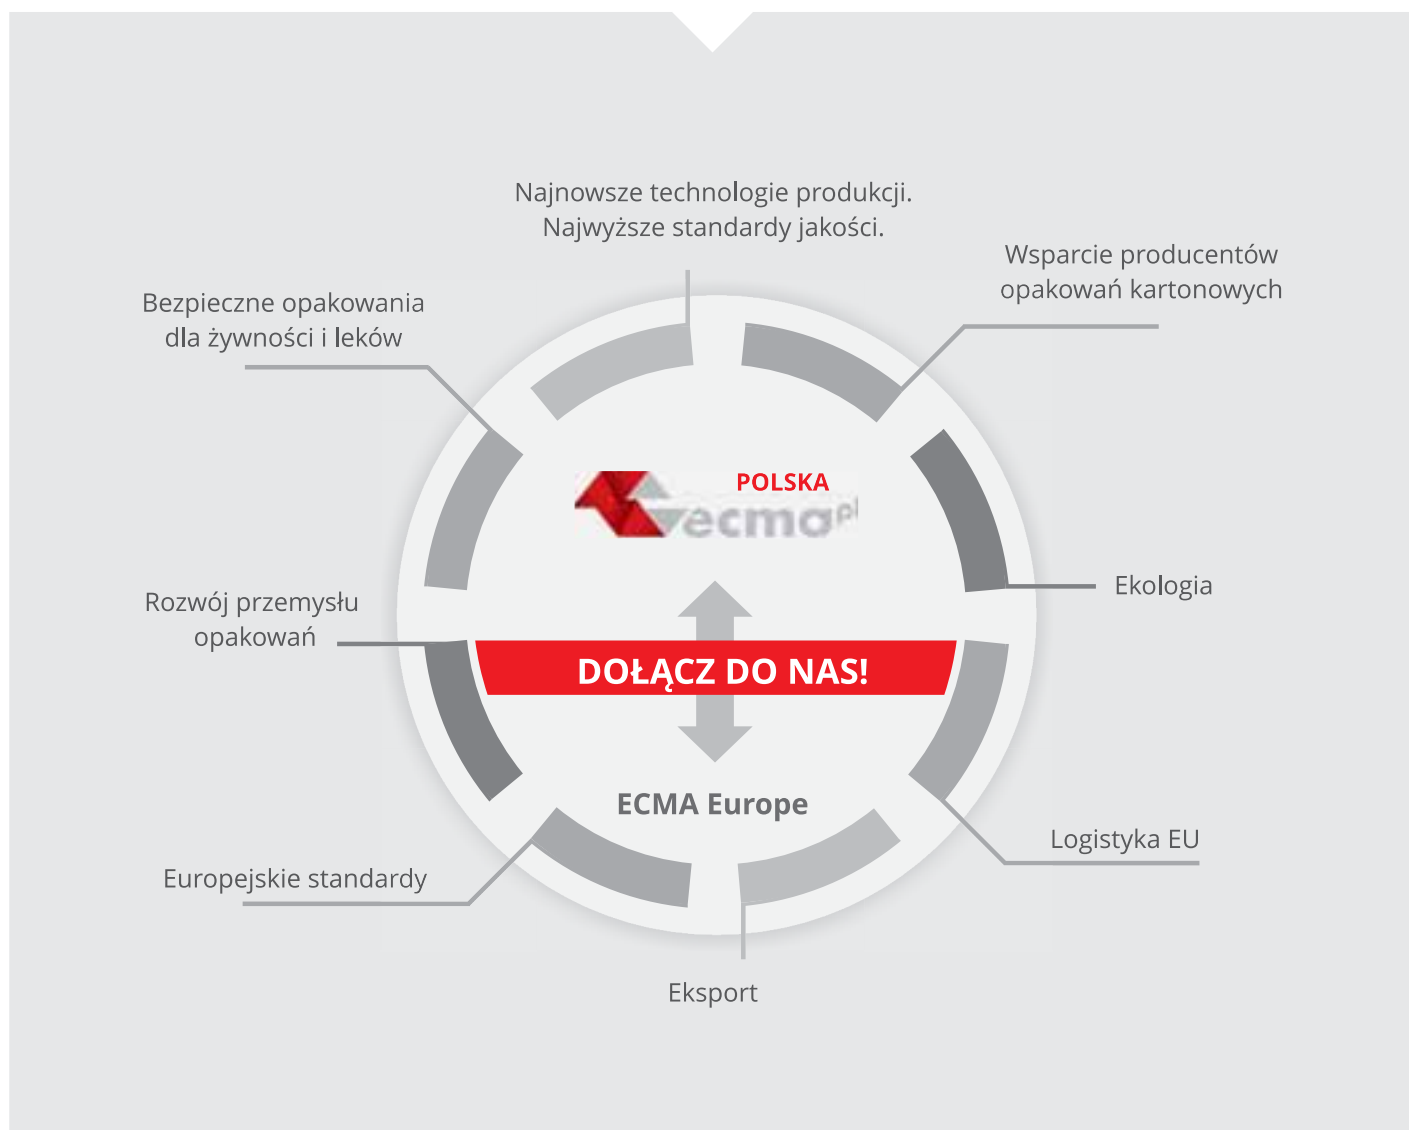 Najnowsze technologie produkcji.
Najwyższe standardy jakości.
Wsparcie producentów
opakowań kartonowych
Bezpieczne opakowania
dla żywności i leków
POLSKA
ecmapl
Ekologia
Rozwój przemysłu
opakowań
DOŁĄCZ DO NAS!
ECMA Europe
Logistyka EU
Europejskie standardy
Eksport